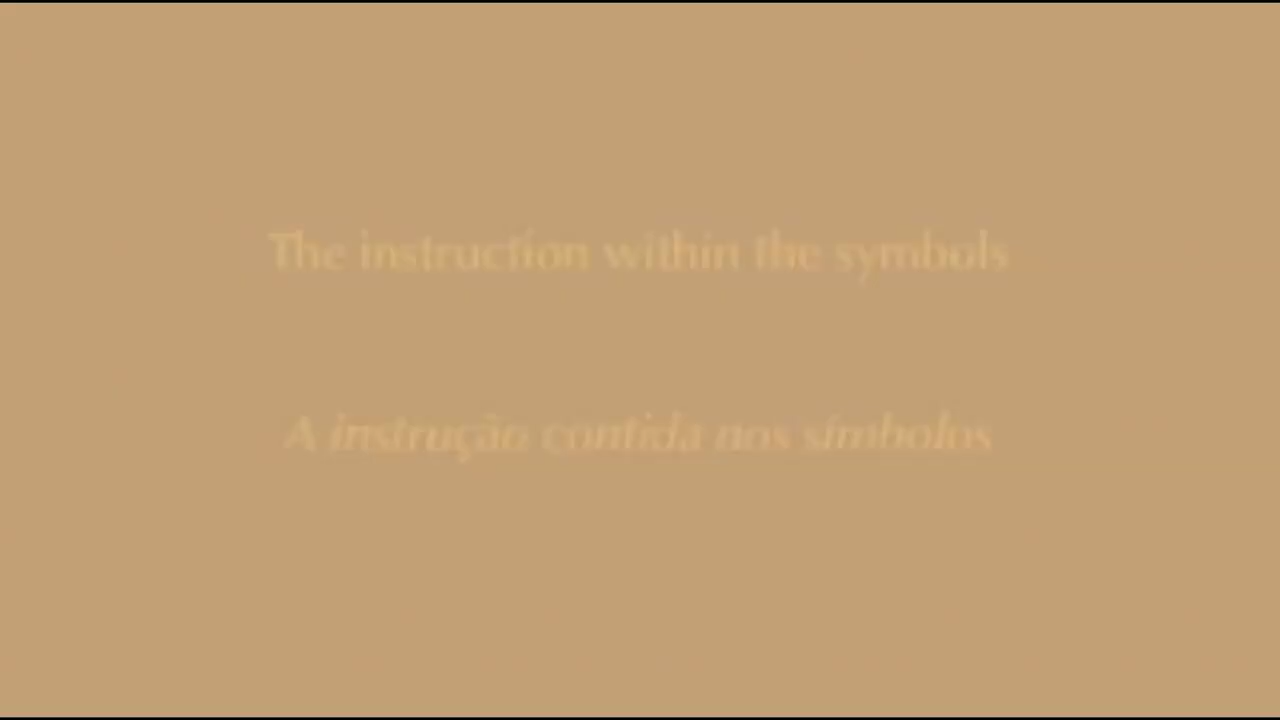 The instruction within the symbols
A instrução contida nos símbolos